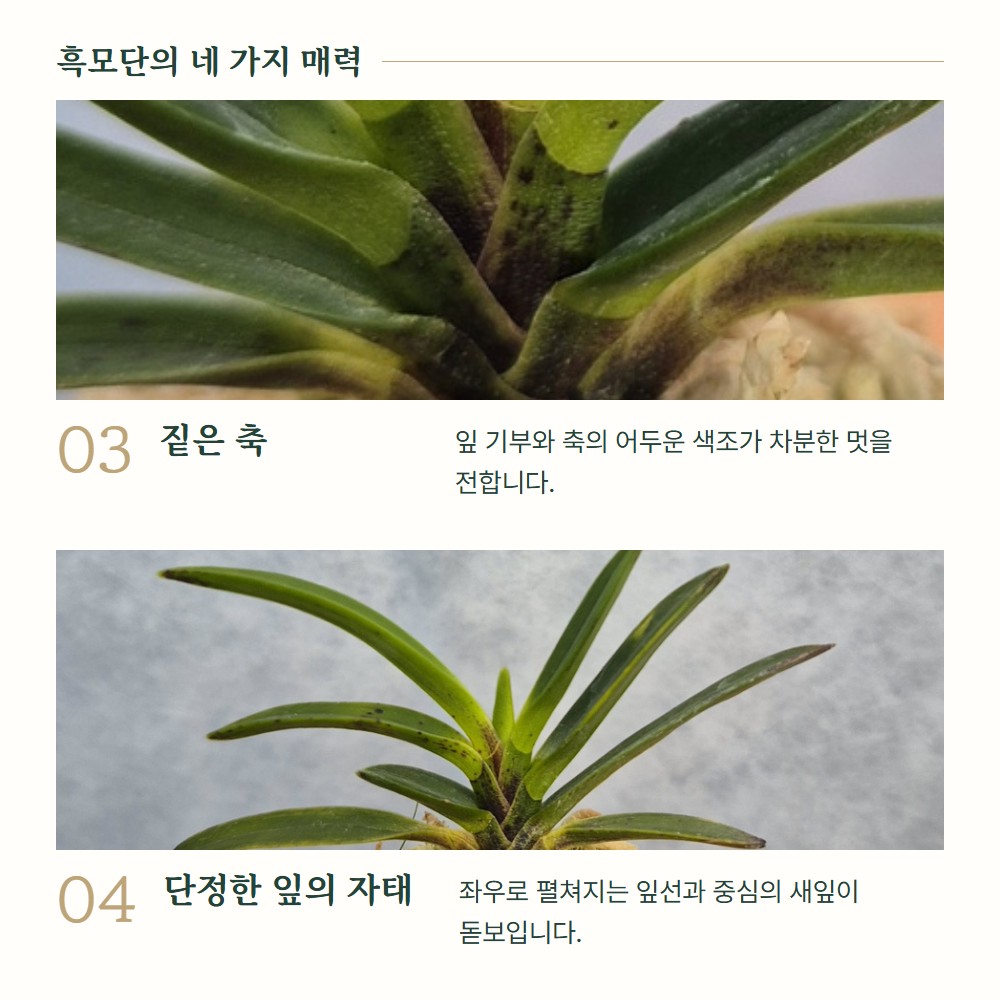 흑모단의 네 가지 매력
03 짙은 축
잎 기부와 축의 어두운 색조가 차분한 멋을
전합니다.
04 단정한 잎의 자태
좌우로 펼쳐지는 잎선과 중심의 새잎이
돋보입니다.